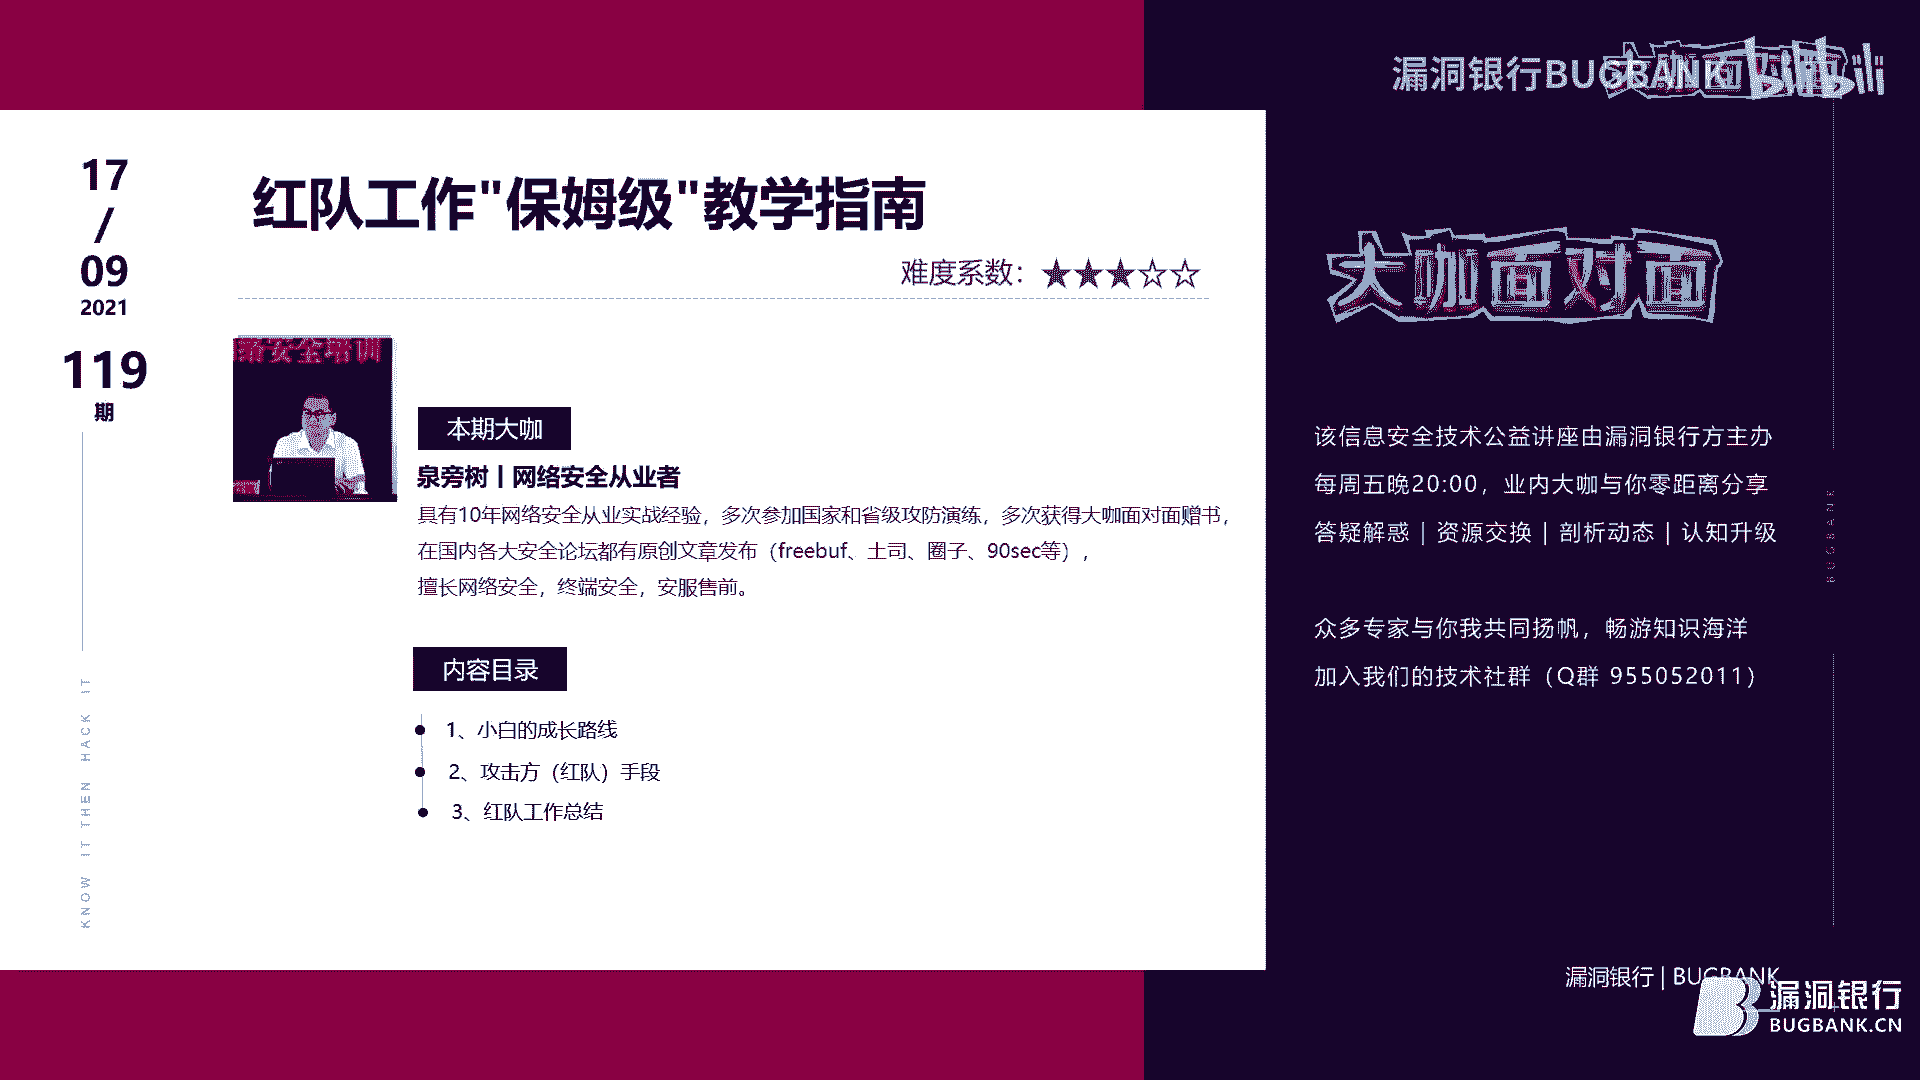 漏洞银行BUGBANK
大咖面对面
bilibili
17
/
09
2021
119
期
KNOW IT THEN HACK IT
红队工作"保姆级"教学指南
难度系数：★★★☆☆
络安全培训
本期大咖
泉旁树丨网络安全从业者
具有10年网络安全从业实战经验，多次参加国家和省级攻防演练，多次获得大咖面对面赠书，
在国内各大安全论坛都有原创文章发布（freebuf、土司、圈子、90sec等），
擅长网络安全，终端安全，安服售前。
内容目录
1、小白的成长路线
2、攻击方（红队）手段
3、红队工作总结
大咖面对面
该信息安全技术公益讲座由漏洞银行方主办
每周五晚20:00，业内大咖与你零距离分享
答疑解惑｜资源交换｜剖析动态｜认知升级
众多专家与你我共同扬帆，畅游知识海洋
加入我们的技术社群（Q群 955052011）
BUGBANK
漏洞银行 | BUGBANK
漏洞银行
BUGBANK.CN